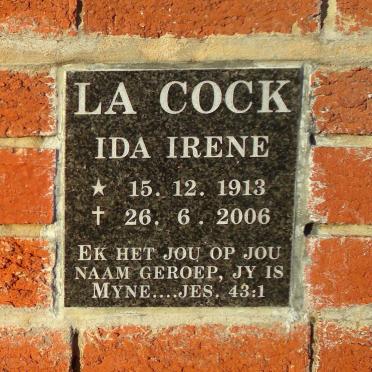 LA COCK
IDA IRENE
★ 15. 12. 1913
✝ 26. 6. 2006
EK HET JOU OP JOU
NAAM GEROEP, JY IS
MYNE....JES. 43:1